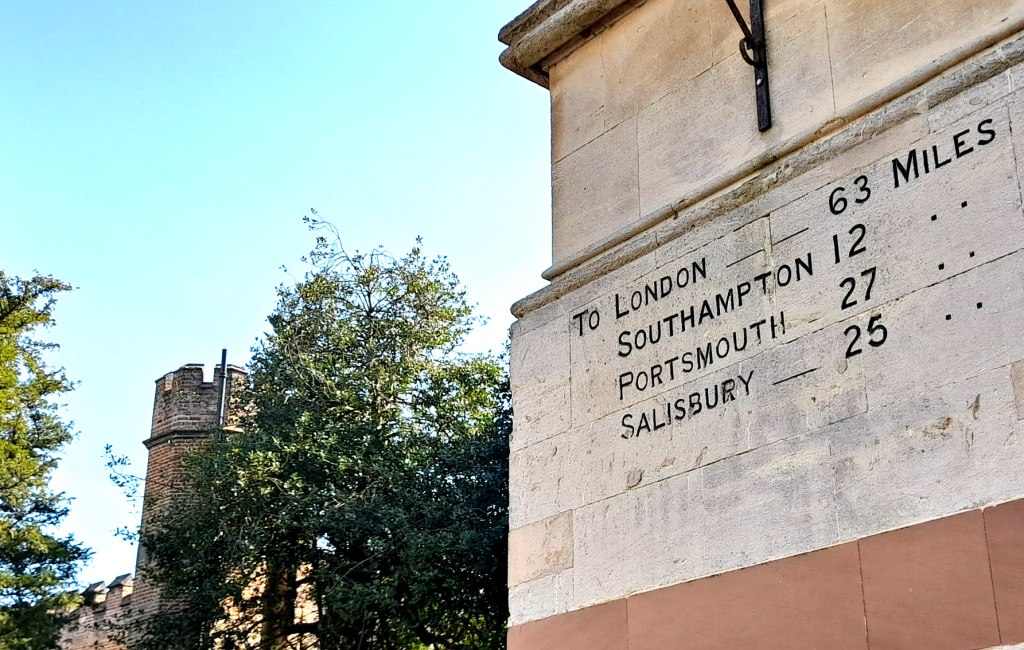 TO LONDON — 63 MILES
SOUTHAMPTON 12 . .
PORTSMOUTH 27 . .
SALISBURY — 25 . .